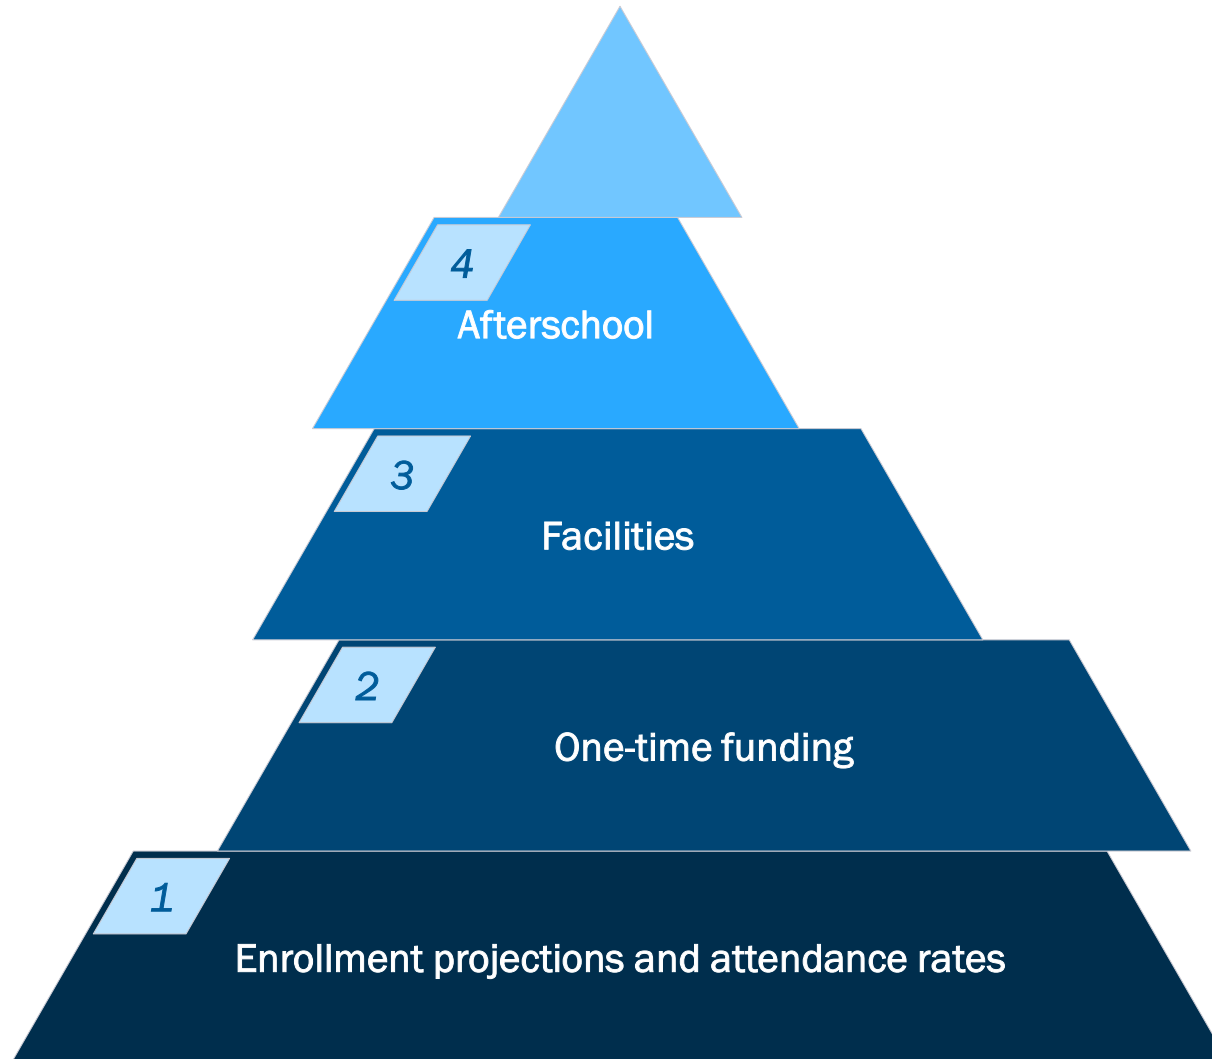 4
Afterschool
3
Facilities
2
One-time funding
1
Enrollment projections and attendance rates